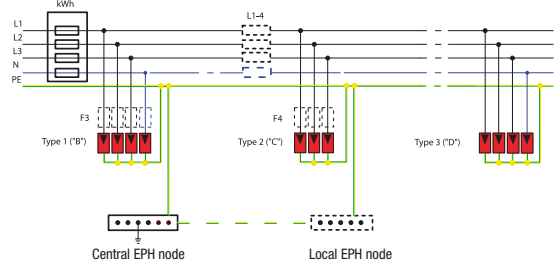 kWh
L1-4
L1
L2
L3
N
PE
F3
F4
Type 1 ("B")
Type 2 ("C")
Type 3 ("D")
Central EPH node
Local EPH node